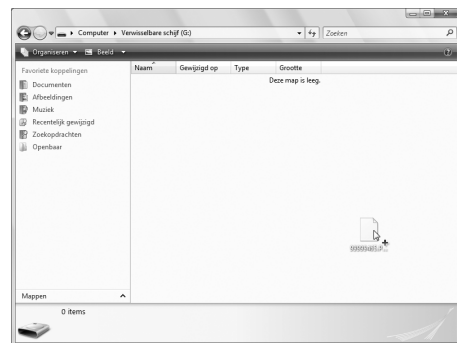 Computer ▸ Verwisselbare schijf (G:)
Zoeken
Organiseren
Beeld
Favoriete koppelingen
Documenten
Afbeeldingen
Muziek
Recentelijk gewijzigd
Zoekopdrachten
Openbaar
Mappen
Naam Gewijzigd op Type Grootte
Deze map is leeg.
0 items